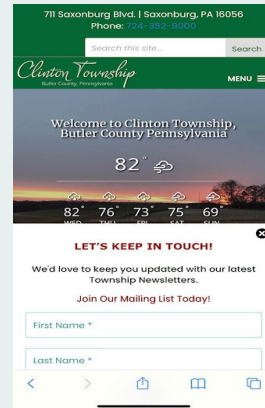 711 Saxonburg Blvd. | Saxonburg, PA 16056
Phone: 724-352-9000
Search this site...
Search
Clinton Township
Butler County, Pennsylvania
MENU
Welcome to Clinton Township,
Butler County Pennsylvania
82°
82° 76° 73° 75° 69°
WED THU FRI SAT SUN
LET'S KEEP IN TOUCH!
We'd love to keep you updated with our latest
Township Newsletters.
Join Our Mailing List Today!
First Name *
Last Name *